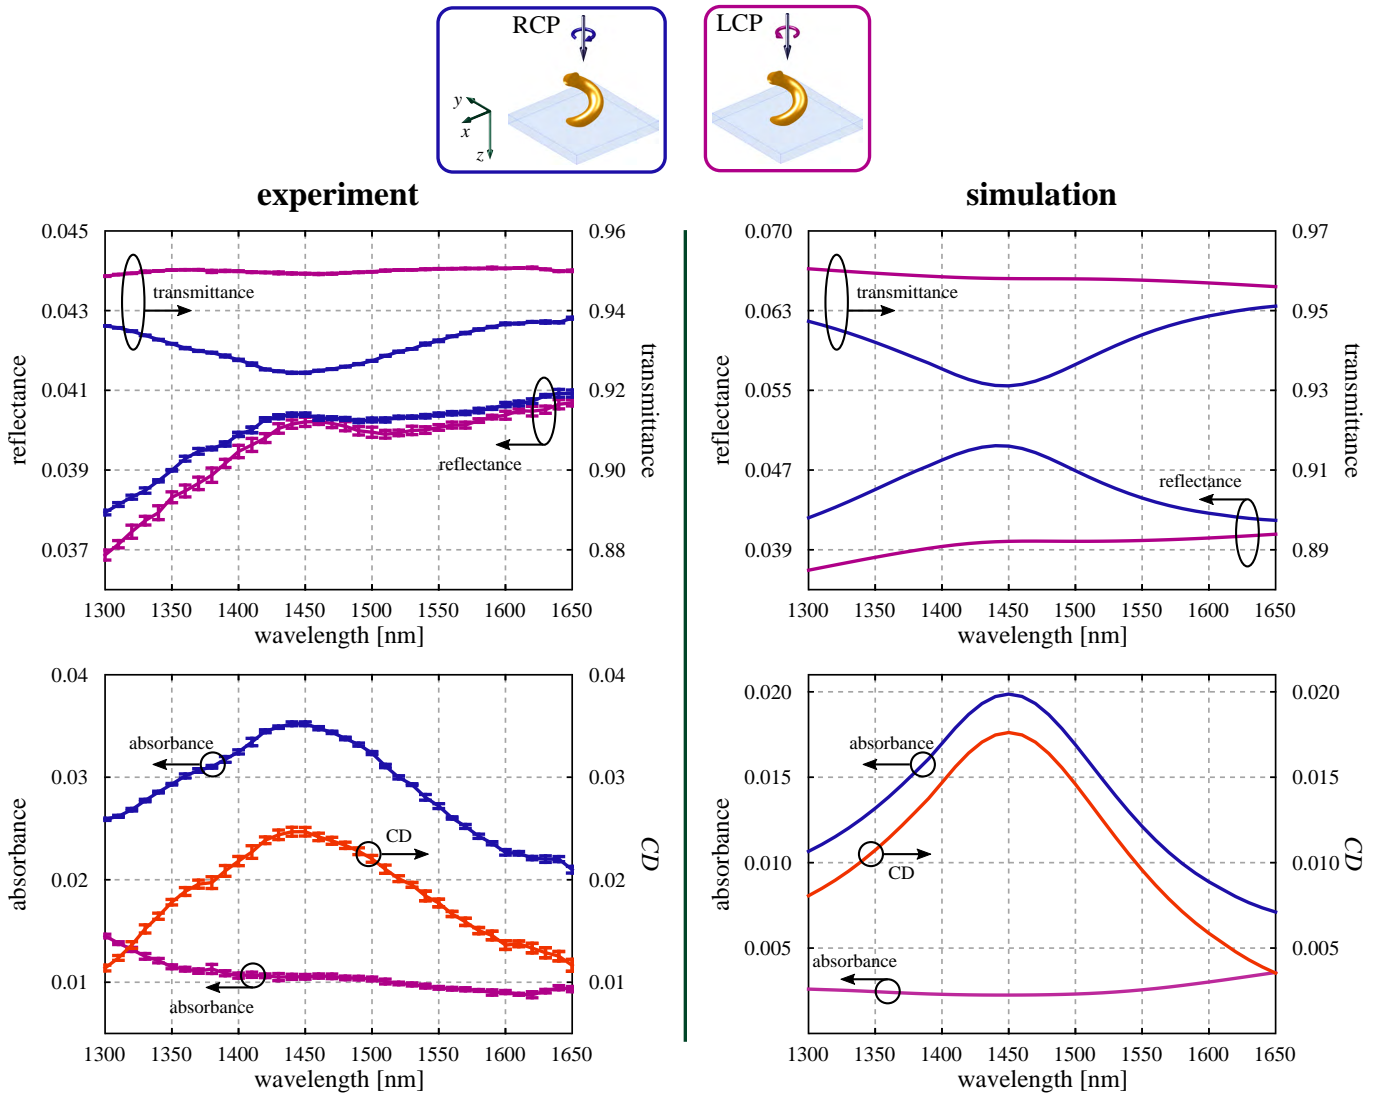 RCP
LCP
y
x
z
experiment
simulation
0.045
0.043
0.041
0.039
0.037
reflectance
0.96
0.94
0.92
0.90
0.88
transmittance
transmittance
reflectance
1300 1350 1400 1450 1500 1550 1600 1650
wavelength [nm]
0.070
0.063
0.055
0.047
0.039
reflectance
0.97
0.95
0.93
0.91
0.89
transmittance
transmittance
reflectance
1300 1350 1400 1450 1500 1550 1600 1650
wavelength [nm]
0.04
0.03
0.02
0.01
absorbance
0.04
0.03
0.02
0.01
CD
absorbance
CD
absorbance
1300 1350 1400 1450 1500 1550 1600 1650
wavelength [nm]
0.020
0.015
0.010
0.005
absorbance
0.020
0.015
0.010
0.005
CD
absorbance
CD
absorbance
1300 1350 1400 1450 1500 1550 1600 1650
wavelength [nm]